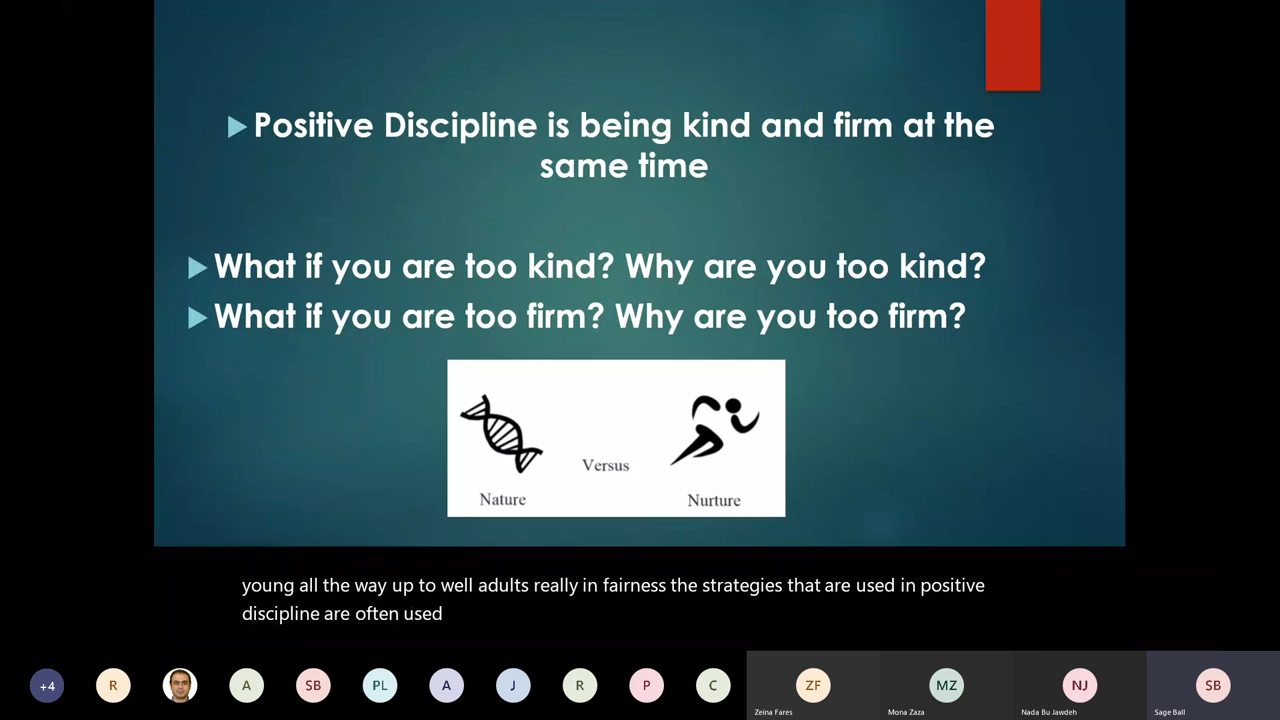 Positive Discipline is being kind and firm at the
same time
What if you are too kind? Why are you too kind?
What if you are too firm? Why are you too firm?
Versus
Nature
Nurture
young all the way up to well adults really in fairness the strategies that are used in positive
discipline are often used
+4
R
A
SB
PL
A
J
R
P
C
ZF
MZ
NJ
SB
Zeina Fares
Mona Zaza
Nada Bu Jawdeh
Sage Ball